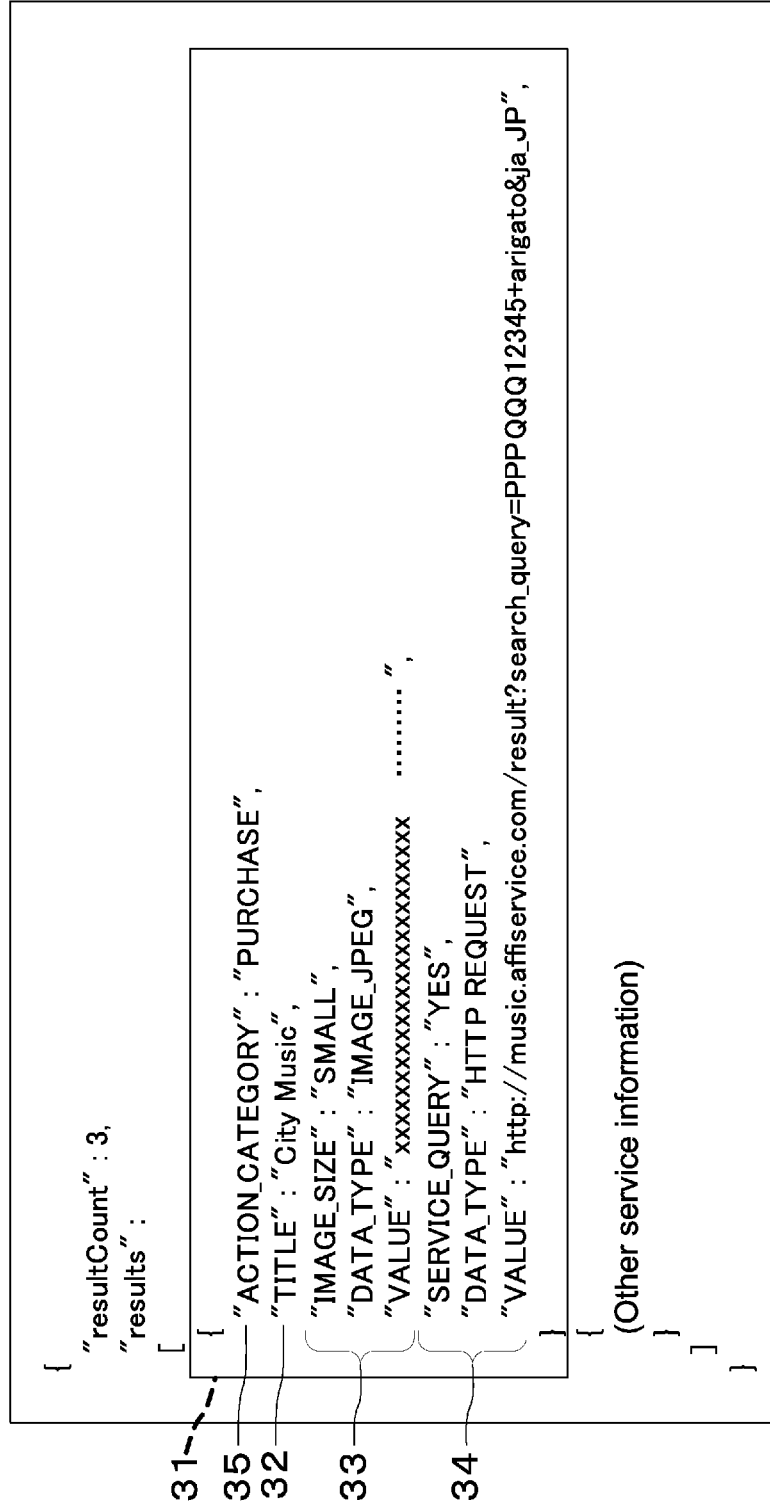 {
"resultCount" : 3,
"results" :
[
31
{
35 "ACTION_CATEGORY" : "PURCHASE",
32 "TITLE" : "City Music",
33 "IMAGE_SIZE" : "SMALL",
"DATA_TYPE" : "IMAGE_JPEG",
"VALUE" : "xxxxxxxxxxxxxxxxxxxxxxxxxx ......... ",
34 "SERVICE_QUERY" : "YES",
"DATA_TYPE" : "HTTP REQUEST",
"VALUE" : "http://music.affiservice.com/result?search_query=PPPQQQ12345+arigato&ja_JP",
}
{
(Other service information)
}
]
}